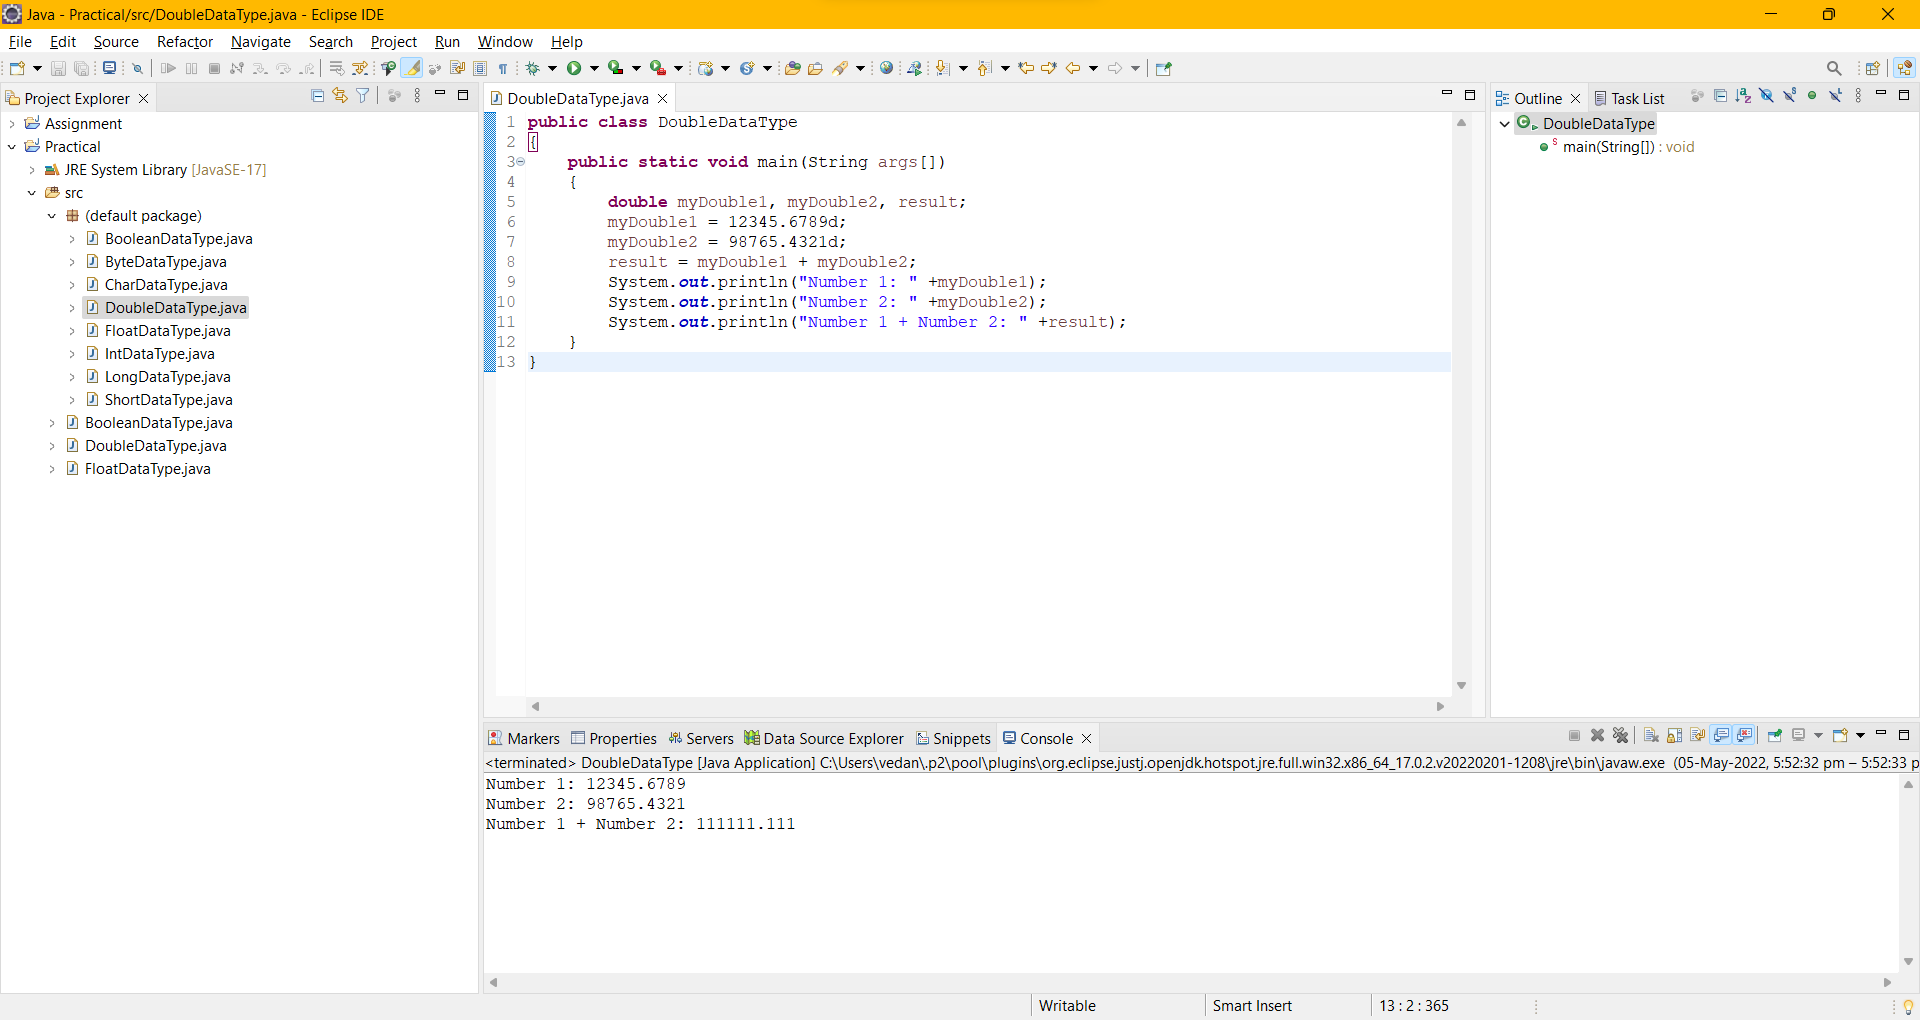 Java - Practical/src/DoubleDataType.java - Eclipse IDE
File Edit Source Refactor Navigate Search Project Run Window Help
Project Explorer
Assignment
Practical
JRE System Library [JavaSE-17]
src
(default package)
BooleanDataType.java
ByteDataType.java
CharDataType.java
DoubleDataType.java
FloatDataType.java
IntDataType.java
LongDataType.java
ShortDataType.java
BooleanDataType.java
DoubleDataType.java
FloatDataType.java
DoubleDataType.java
1 public class DoubleDataType
2 {
3 public static void main(String args[])
4 {
5 double myDouble1, myDouble2, result;
6 myDouble1 = 12345.6789d;
7 myDouble2 = 98765.4321d;
8 result = myDouble1 + myDouble2;
9 System.out.println("Number 1: " +myDouble1);
10 System.out.println("Number 2: " +myDouble2);
11 System.out.println("Number 1 + Number 2: " +result);
12 }
13 }
Outline Task List
DoubleDataType
main(String[]) : void
Markers Properties Servers Data Source Explorer Snippets Console
<terminated> DoubleDataType [Java Application] C:\Users\vedan\.p2\pool\plugins\org.eclipse.justj.openjdk.hotspot.jre.full.win32.x86_64_17.0.2.v20220201-1208\jre\bin\javaw.exe (05-May-2022, 5:52:32 pm – 5:52:33 p
Number 1: 12345.6789
Number 2: 98765.4321
Number 1 + Number 2: 111111.111
Writable Smart Insert 13 : 2 : 365